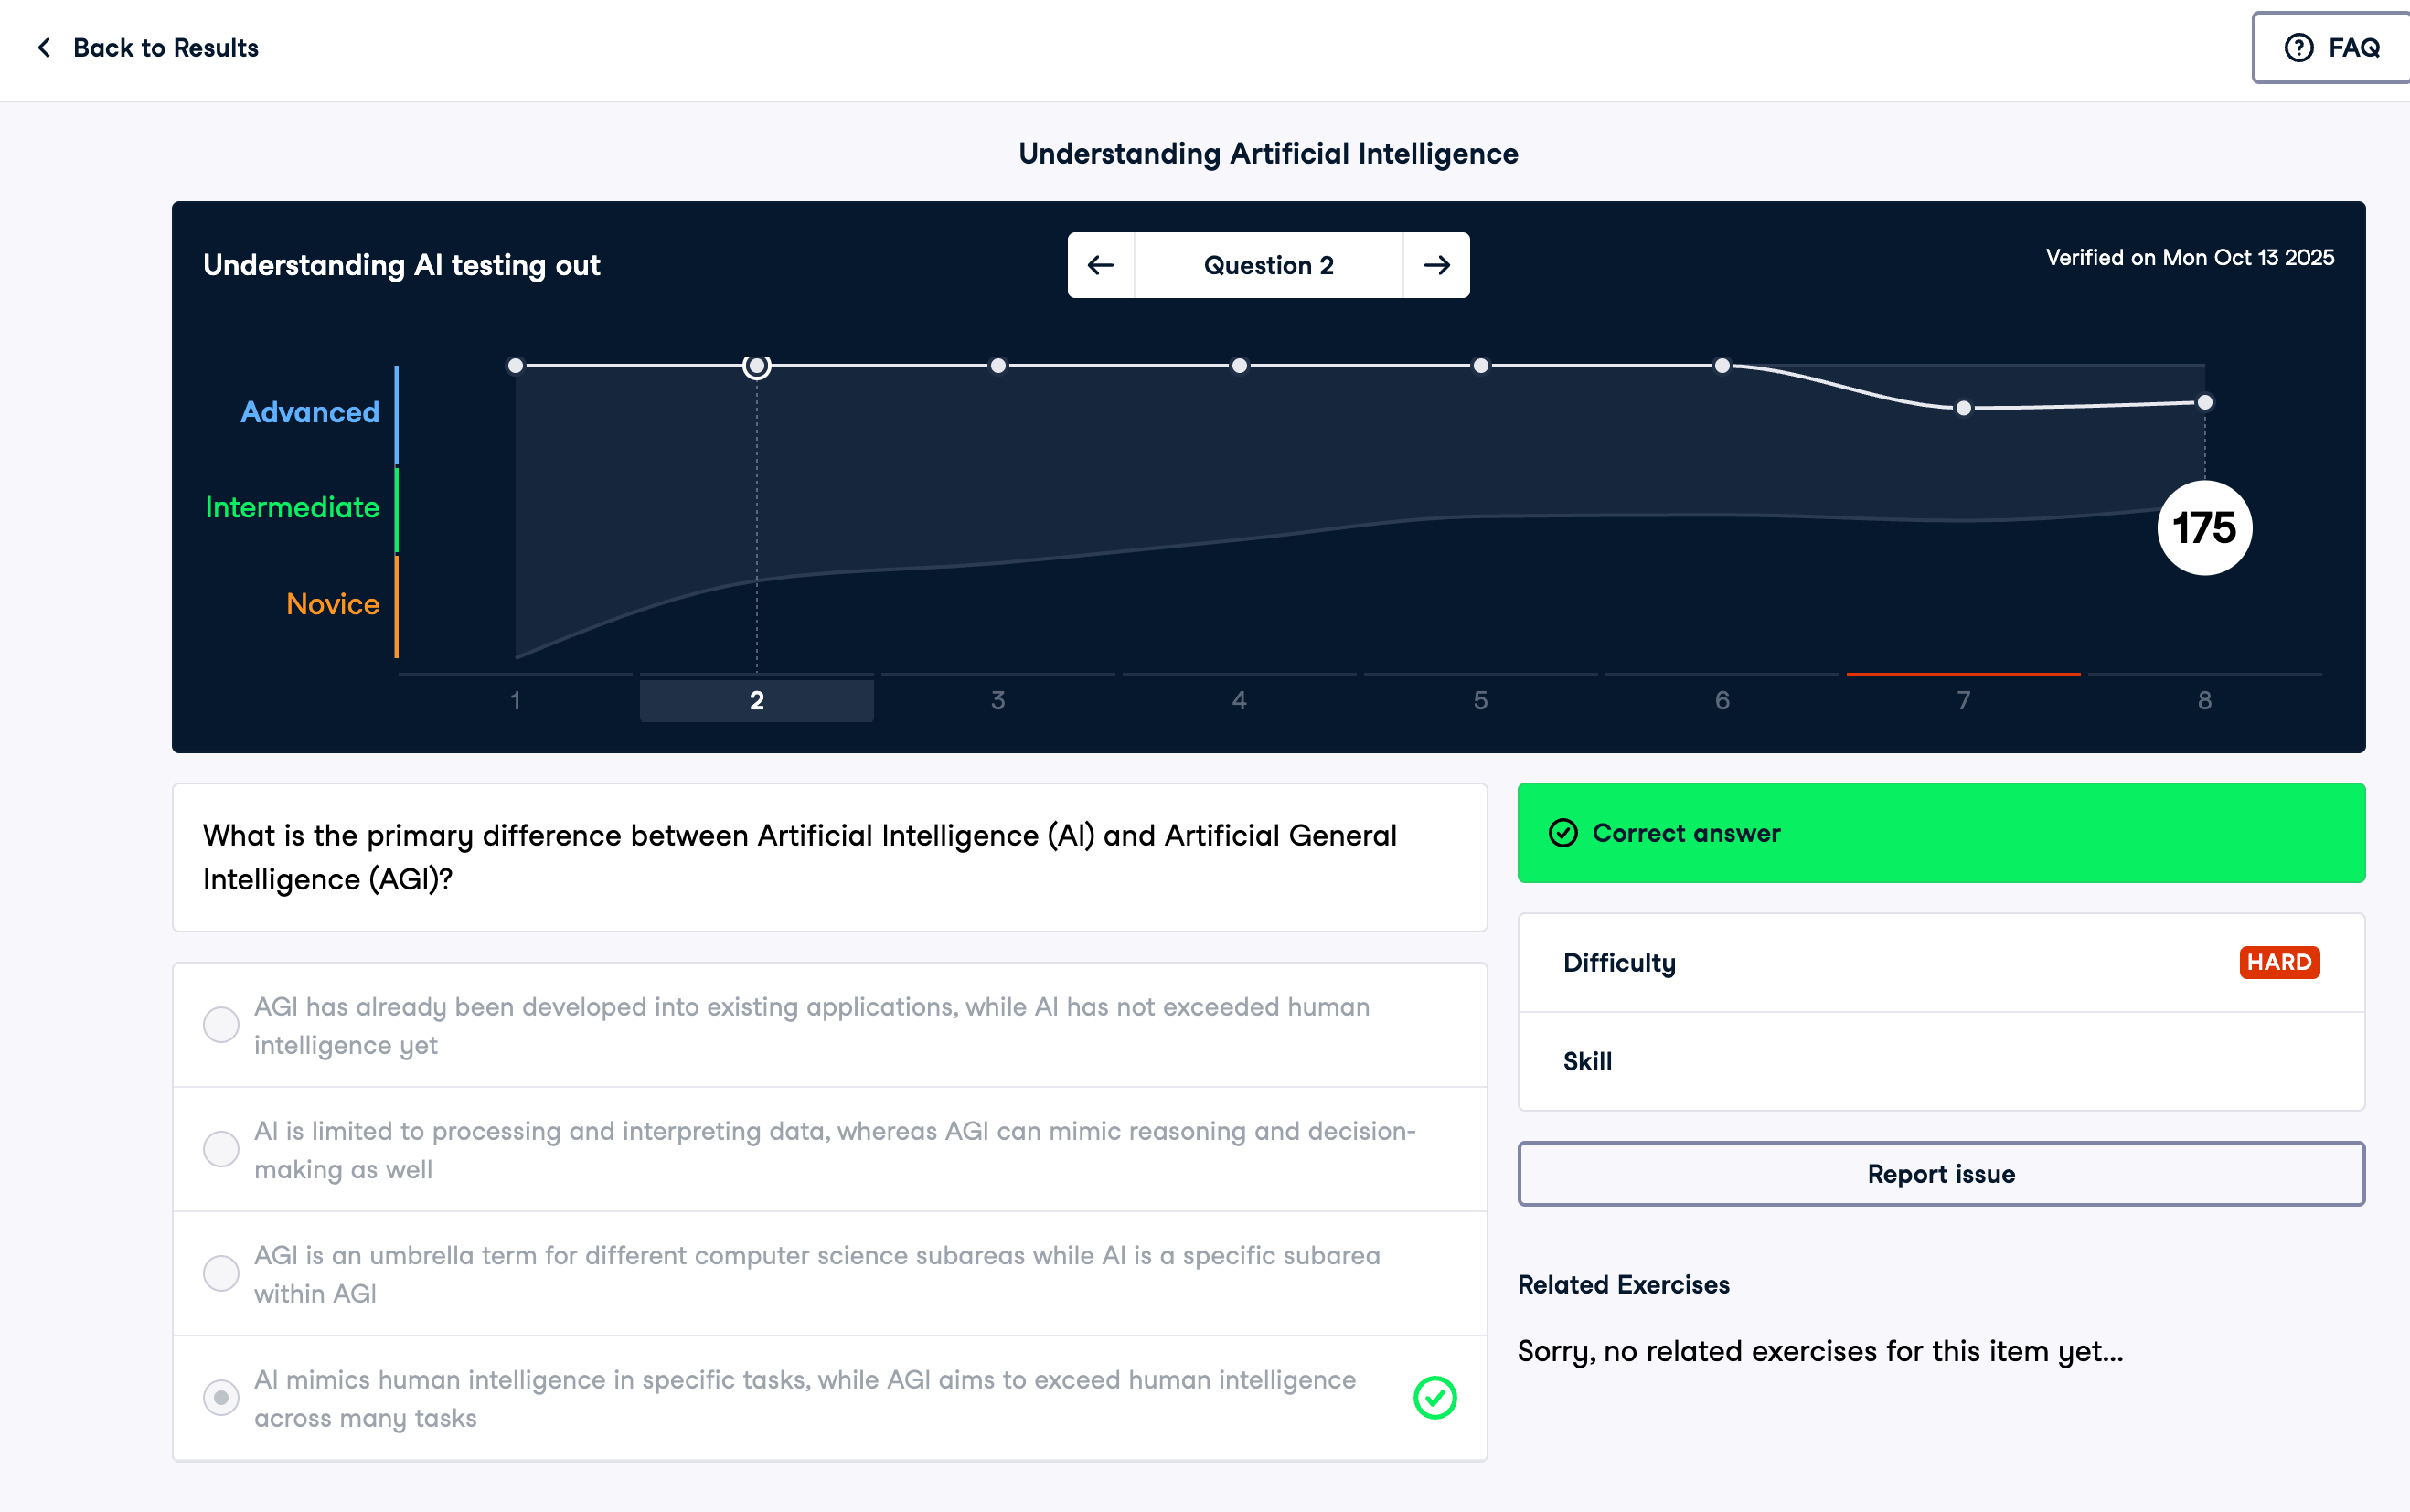 Back to Results
FAQ
Understanding Artificial Intelligence
Understanding AI testing out
Question 2
Verified on Mon Oct 13 2025
Advanced
Intermediate
Novice
175
1 2 3 4 5 6 7 8
What is the primary difference between Artificial Intelligence (AI) and Artificial General
Intelligence (AGI)?
AGI has already been developed into existing applications, while AI has not exceeded human
intelligence yet
AI is limited to processing and interpreting data, whereas AGI can mimic reasoning and decision-
making as well
AGI is an umbrella term for different computer science subareas while AI is a specific subarea
within AGI
AI mimics human intelligence in specific tasks, while AGI aims to exceed human intelligence
across many tasks
Correct answer
Difficulty
HARD
Skill
Report issue
Related Exercises
Sorry, no related exercises for this item yet...